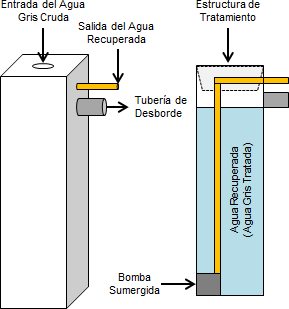 Entrada del Agua
Gris Cruda
Salida del Agua
Recuperada
Tubería de
Desborde
Estructura de
Tratamiento
Agua Recuperada
(Agua Gris Tratada)
Bomba
Sumergida